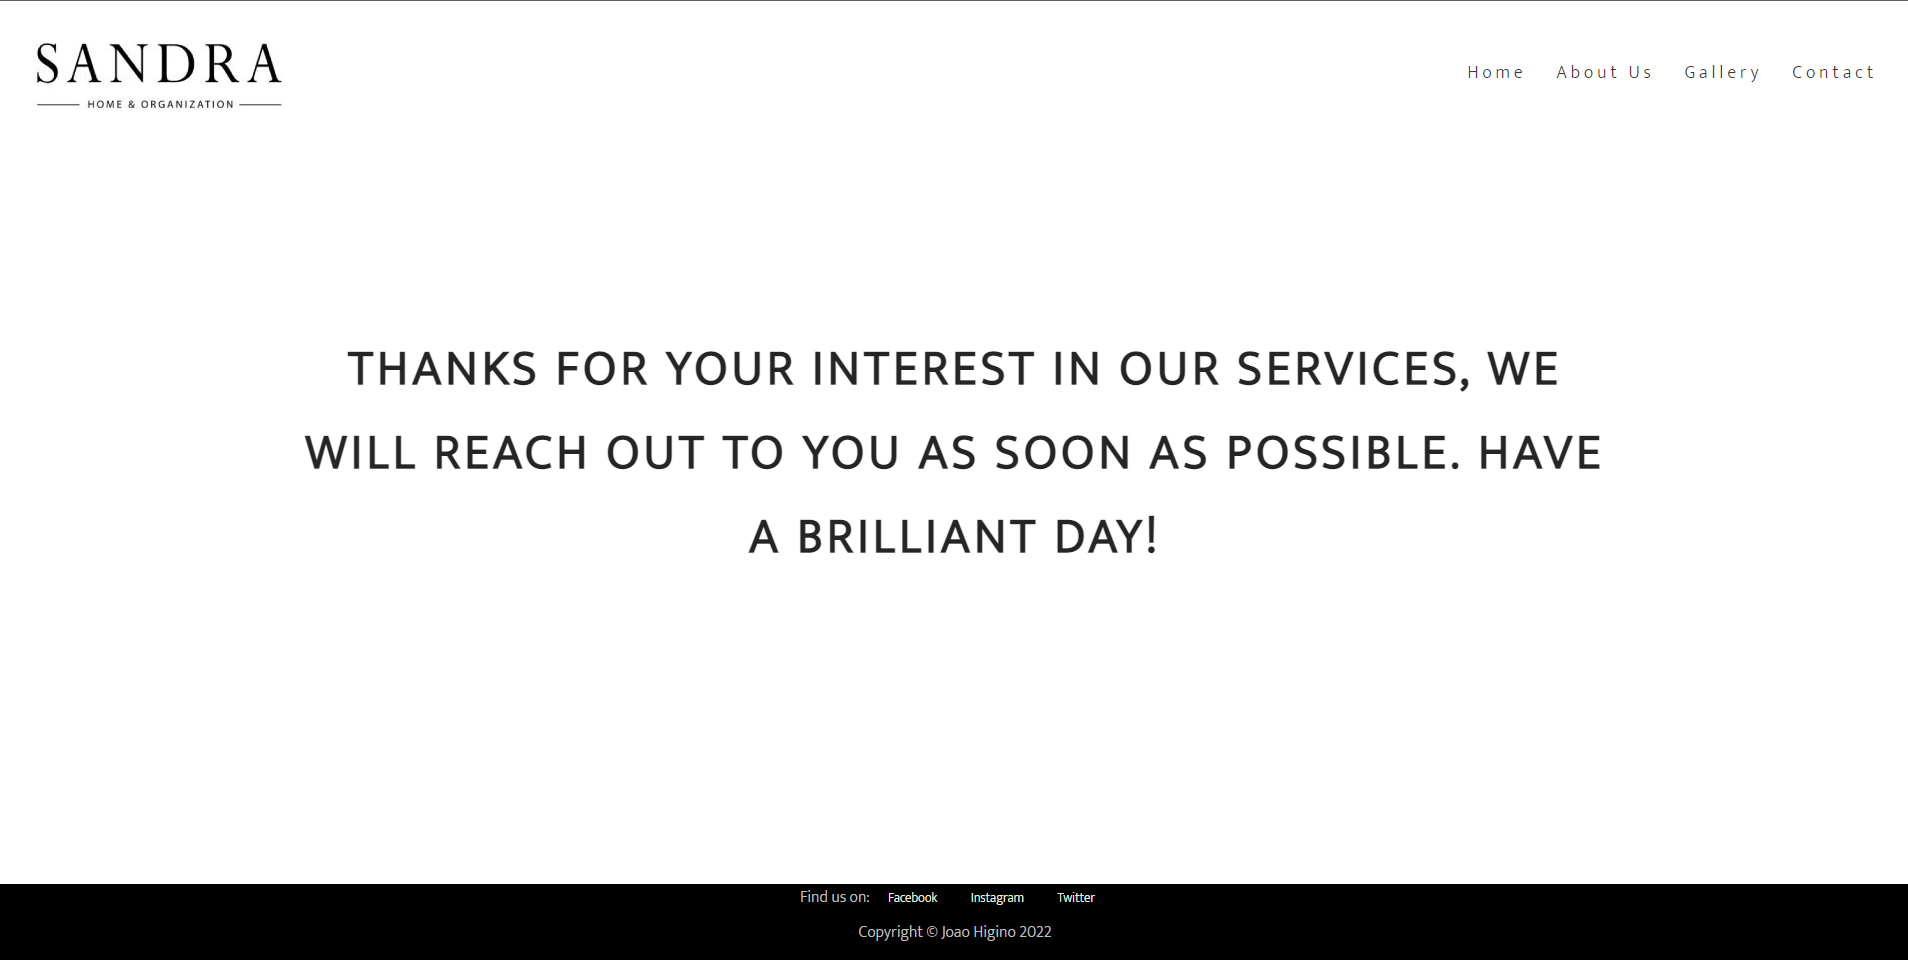 SANDRA
HOME & ORGANIZATION
Home About Us Gallery Contact
THANKS FOR YOUR INTEREST IN OUR SERVICES, WE
WILL REACH OUT TO YOU AS SOON AS POSSIBLE. HAVE
A BRILLIANT DAY!
Find us on: Facebook Instagram Twitter
Copyright © Joao Higino 2022